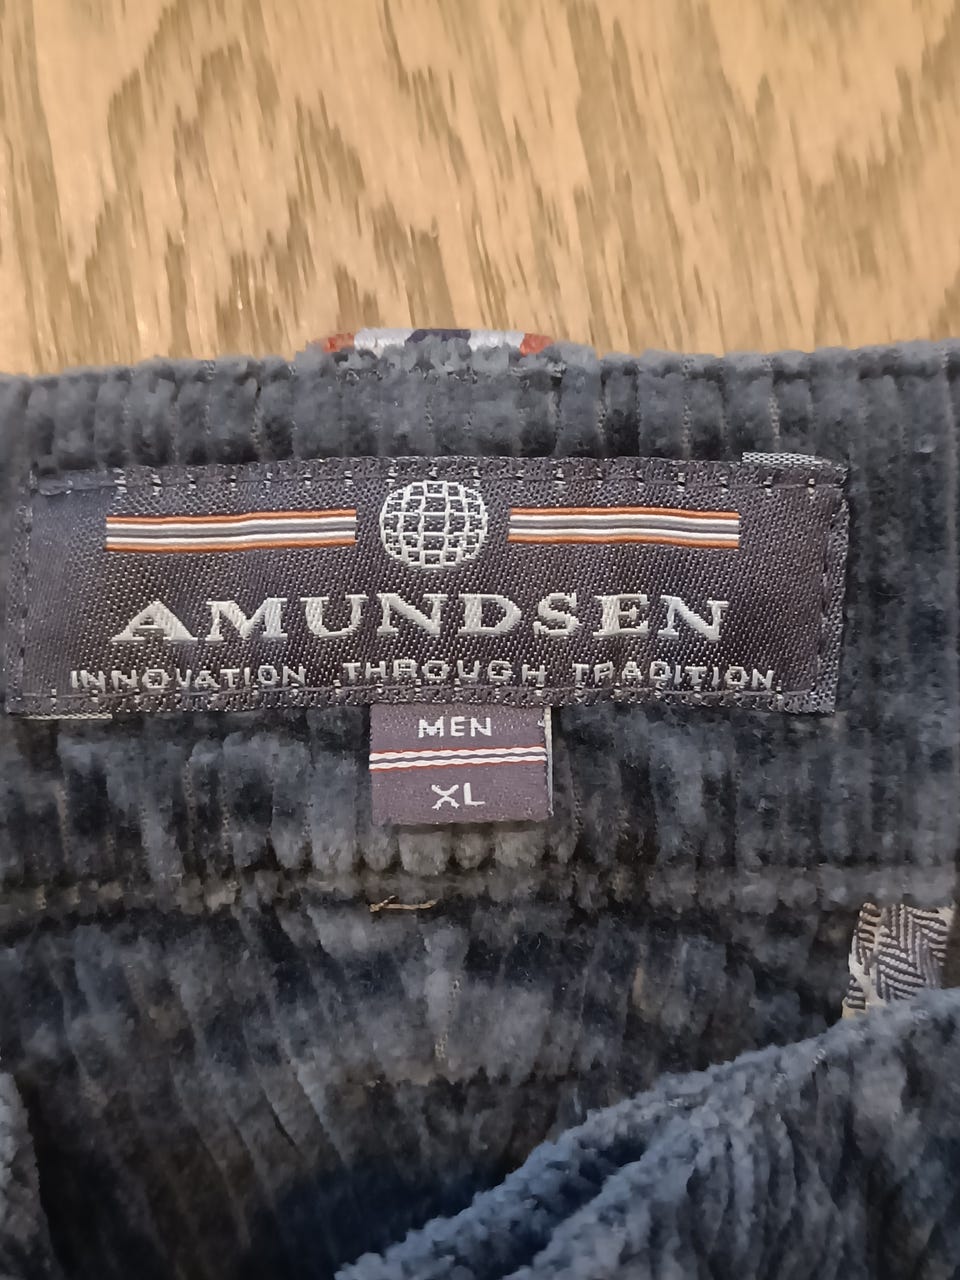 AMUNDSEN
INNOVATION THROUGH TRADITION
MEN
XL